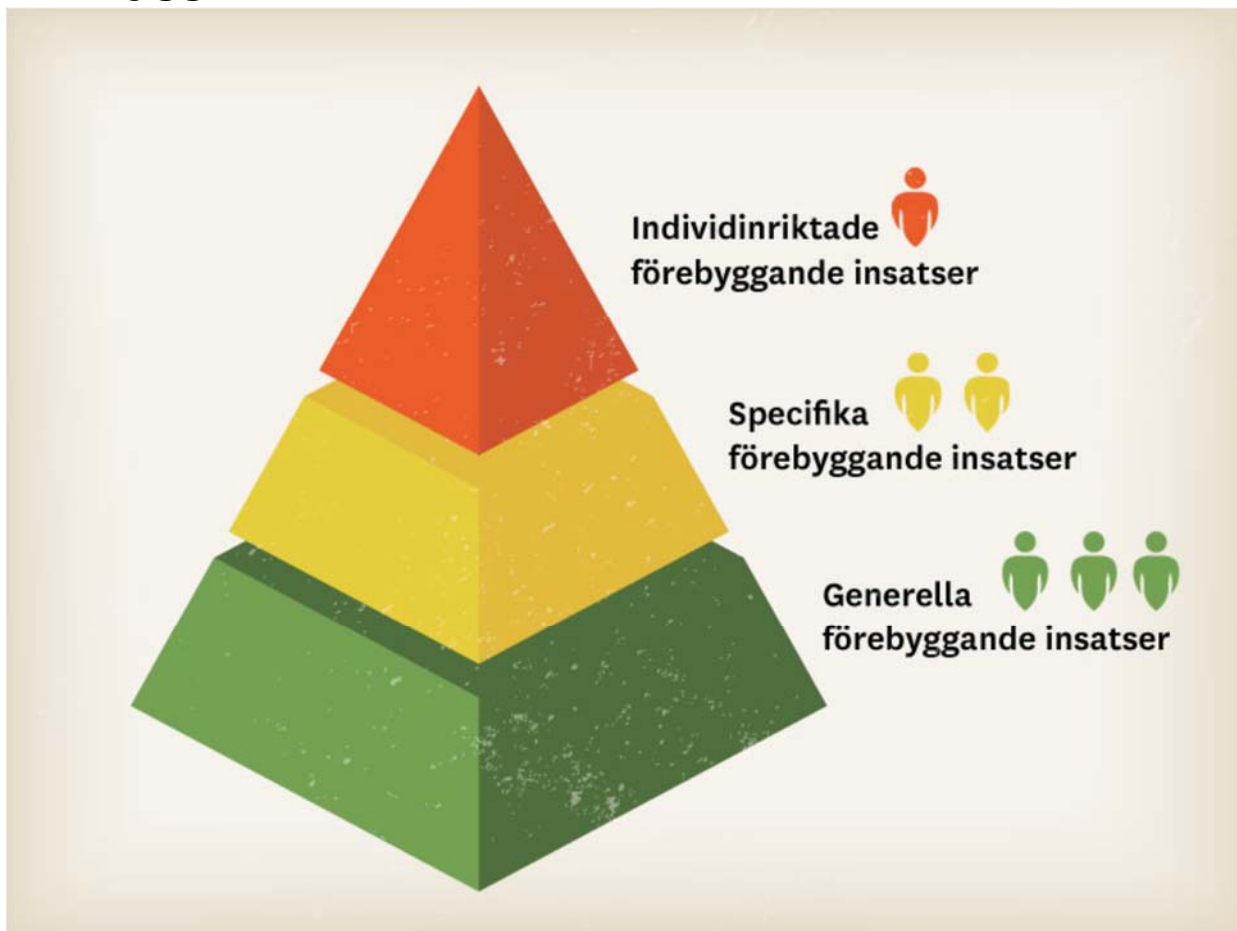 Individinriktade
förebyggande insatser
Specifika
förebyggande insatser
Generella
förebyggande insatser